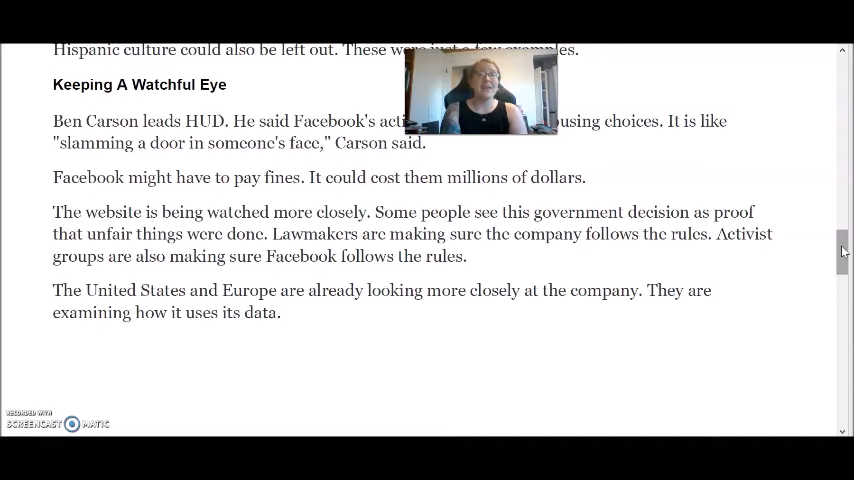 Hispanic culture could also be left out. These were just a few examples.
Keeping A Watchful Eye
Ben Carson leads HUD. He said Facebook's acti ousing choices. It is like
"slamming a door in someone's face," Carson said.
Facebook might have to pay fines. It could cost them millions of dollars.
The website is being watched more closely. Some people see this government decision as proof
that unfair things were done. Lawmakers are making sure the company follows the rules. Activist
groups are also making sure Facebook follows the rules.
The United States and Europe are already looking more closely at the company. They are
examining how it uses its data.
RECORDED WITH
SCREENCAST MATIC